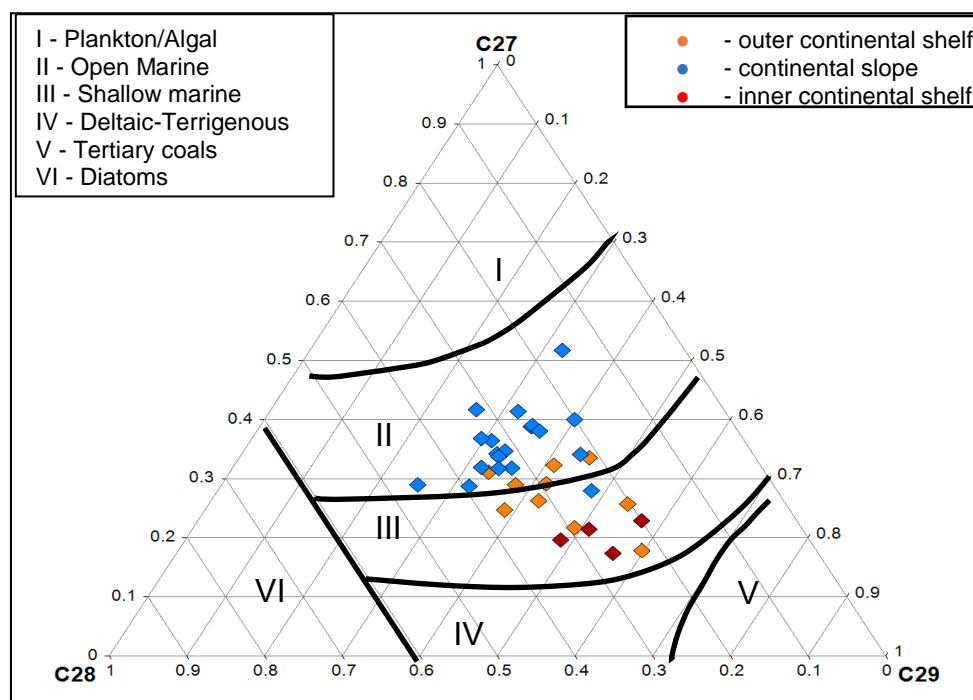 I - Plankton/Algal
II - Open Marine
III - Shallow marine
IV - Deltaic-Terrigenous
V - Tertiary coals
VI - Diatoms
- outer continental shelf
- continental slope
- inner continental shelf
C27
1 0
0.9 0.1
0.8 0.2
0.7 0.3
I
0.6 0.4
0.5 0.5
0.4 0.6
II
0.3 0.7
III
0.2 0.8
VI V
0.1 0.9
IV
0 1
C28 1 0.9 0.8 0.7 0.6 0.5 0.4 0.3 0.2 0.1 0 C29